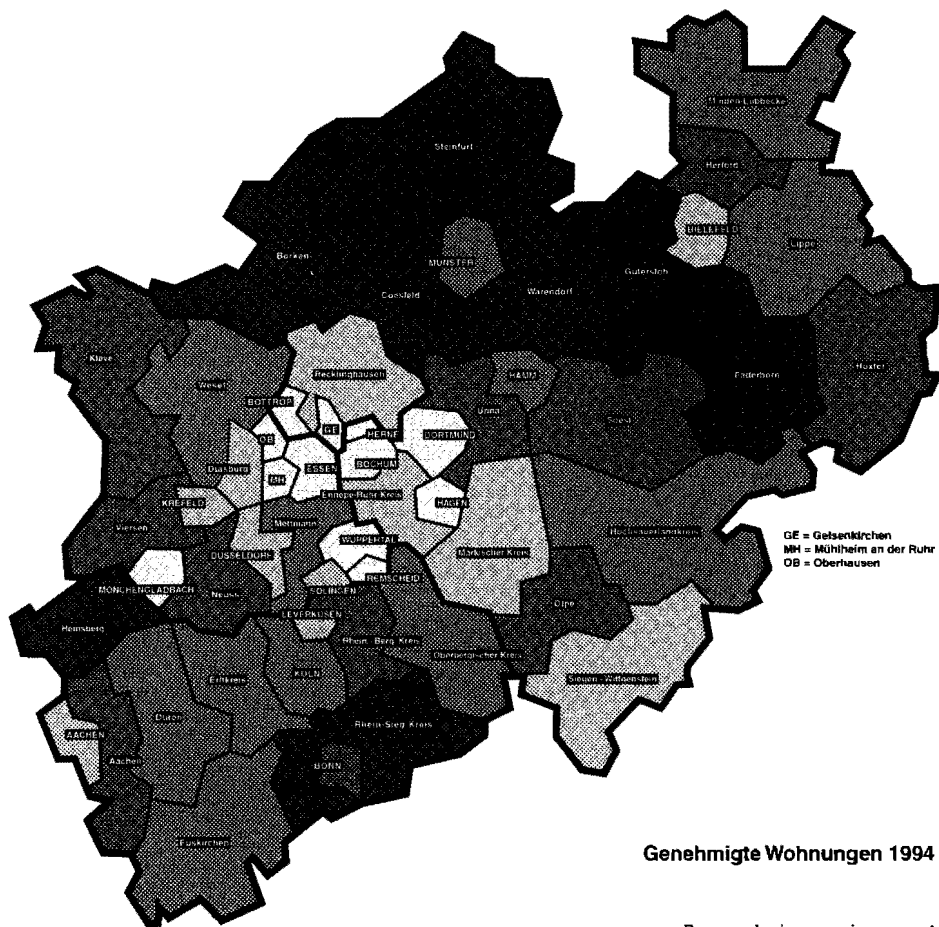 Minden-Lübbecke
Steinfurt
Herford
BIELEFELD
Lippe
Borken
MÜNSTER
Gütersloh
Coesfeld
Warendorf
Kleve
Recklinghausen
HAMM
Paderborn
Höxter
Wesel
BOTTROP
Unna
Soest
GE
HERNE
DORTMUND
OB
Duisburg
ESSEN
BOCHUM
MH
KREFELD
Ennepe-Ruhr Kreis
HAGEN
Viersen
Mettmann
Hochsauerlandkreis
WUPPERTAL
DÜSSELDORF
Märkischer Kreis
GE = Gelsenkirchen
MH = Mühlheim an der Ruhr
OB = Oberhausen
REMSCHEID
MÖNCHENGLADBACH
Neuss
SOLINGEN
Olpe
LEVERKUSEN
Heinsberg
Rhein.-Berg.Kreis
Oberbergischer Kreis
Erftkreis
KÖLN
Siegen-Wittgenstein
Düren
Rhein-Sieg Kreis
AACHEN
Aachen
BONN
Euskirchen
Genehmigte Wohnungen 1994